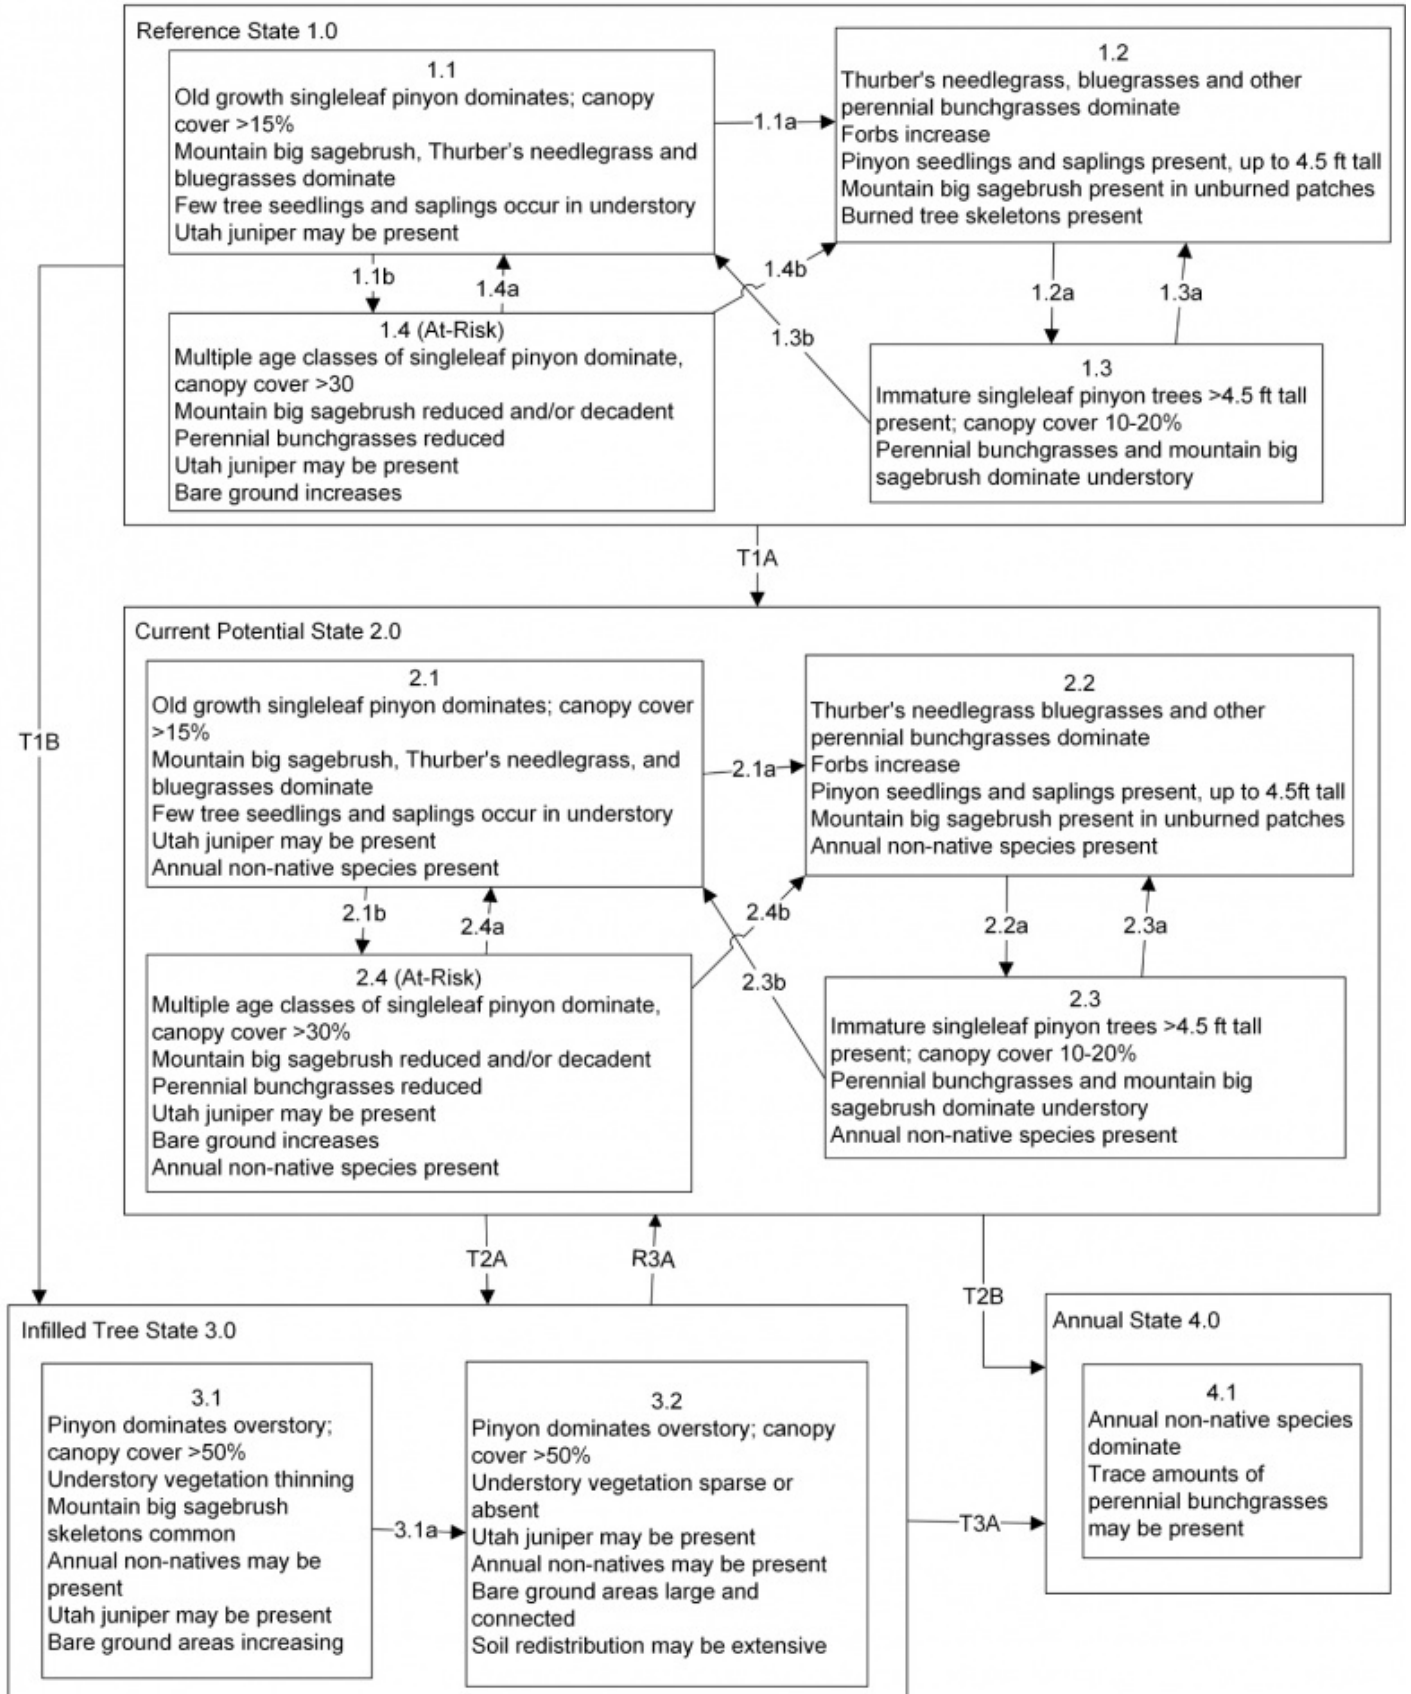 Reference State 1.0
1.1
Old growth singleleaf pinyon dominates; canopy
cover >15%
Mountain big sagebrush, Thurber's needlegrass and
bluegrasses dominate
Few tree seedlings and saplings occur in understory
Utah juniper may be present
1.1a
1.2
Thurber's needlegrass, bluegrasses and other
perennial bunchgrasses dominate
Forbs increase
Pinyon seedlings and saplings present, up to 4.5 ft tall
Mountain big sagebrush present in unburned patches
Burned tree skeletons present
1.1b
1.4a
1.4b
1.3b
1.2a
1.3a
1.4 (At-Risk)
Multiple age classes of singleleaf pinyon dominate,
canopy cover >30
Mountain big sagebrush reduced and/or decadent
Perennial bunchgrasses reduced
Utah juniper may be present
Bare ground increases
1.3
Immature singleleaf pinyon trees >4.5 ft tall
present; canopy cover 10-20%
Perennial bunchgrasses and mountain big
sagebrush dominate understory
T1A
T1B
Current Potential State 2.0
2.1
Old growth singleleaf pinyon dominates; canopy cover
>15%
Mountain big sagebrush, Thurber's needlegrass, and
bluegrasses dominate
Few tree seedlings and saplings occur in understory
Utah juniper may be present
Annual non-native species present
2.1a
2.2
Thurber's needlegrass bluegrasses and other
perennial bunchgrasses dominate
Forbs increase
Pinyon seedlings and saplings present, up to 4.5ft tall
Mountain big sagebrush present in unburned patches
Annual non-native species present
2.1b
2.4a
2.4b
2.3b
2.2a
2.3a
2.4 (At-Risk)
Multiple age classes of singleleaf pinyon dominate,
canopy cover >30%
Mountain big sagebrush reduced and/or decadent
Perennial bunchgrasses reduced
Utah juniper may be present
Bare ground increases
Annual non-native species present
2.3
Immature singleleaf pinyon trees >4.5 ft tall
present; canopy cover 10-20%
Perennial bunchgrasses and mountain big
sagebrush dominate understory
Annual non-native species present
T2A
R3A
T2B
Infilled Tree State 3.0
3.1
Pinyon dominates overstory;
canopy cover >50%
Understory vegetation thinning
Mountain big sagebrush
skeletons common
Annual non-natives may be
present
Utah juniper may be present
Bare ground areas increasing
3.1a
3.2
Pinyon dominates overstory; canopy
cover >50%
Understory vegetation sparse or
absent
Utah juniper may be present
Annual non-natives may be present
Bare ground areas large and
connected
Soil redistribution may be extensive
T3A
Annual State 4.0
4.1
Annual non-native species
dominate
Trace amounts of
perennial bunchgrasses
may be present